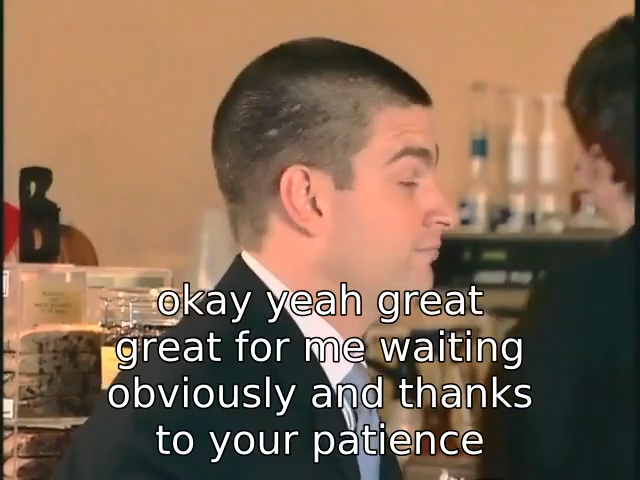 okay yeah great
great for me waiting
obviously and thanks
to your patience